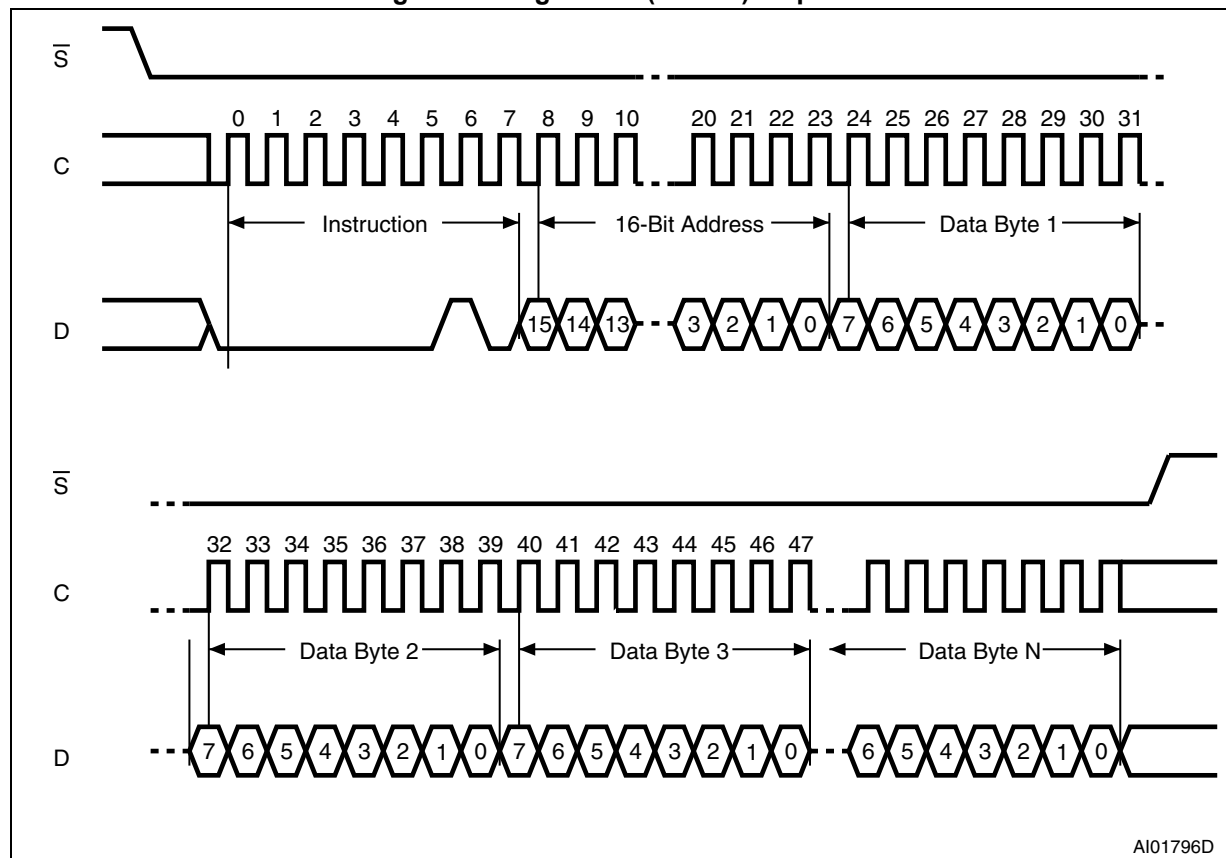 S
0 1 2 3 4 5 6 7 8 9 10 20 21 22 23 24 25 26 27 28 29 30 31
C
Instruction 16-Bit Address Data Byte 1
D
15 14 13 3 2 1 0 7 6 5 4 3 2 1 0
S
32 33 34 35 36 37 38 39 40 41 42 43 44 45 46 47
C
Data Byte 2 Data Byte 3 Data Byte N
D
7 6 5 4 3 2 1 0 7 6 5 4 3 2 1 0 6 5 4 3 2 1 0
AI01796D